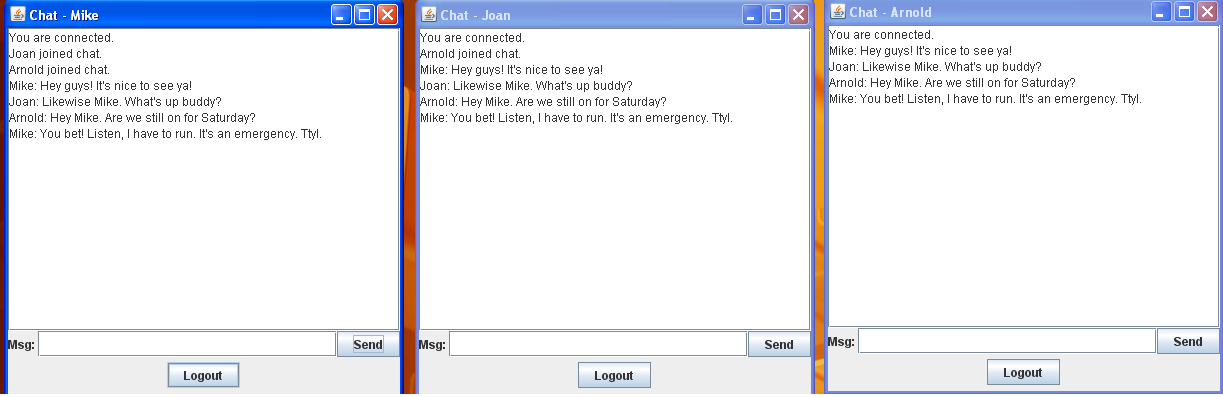 Chat - Mike
You are connected.
Joan joined chat.
Arnold joined chat.
Mike: Hey guys! It's nice to see ya!
Joan: Likewise Mike. What's up buddy?
Arnold: Hey Mike. Are we still on for Saturday?
Mike: You bet! Listen, I have to run. It's an emergency. Ttyl.
Msg:
Send
Logout
Chat - Joan
You are connected.
Arnold joined chat.
Mike: Hey guys! It's nice to see ya!
Joan: Likewise Mike. What's up buddy?
Arnold: Hey Mike. Are we still on for Saturday?
Mike: You bet! Listen, I have to run. It's an emergency. Ttyl.
Msg:
Send
Logout
Chat - Arnold
You are connected.
Mike: Hey guys! It's nice to see ya!
Joan: Likewise Mike. What's up buddy?
Arnold: Hey Mike. Are we still on for Saturday?
Mike: You bet! Listen, I have to run. It's an emergency. Ttyl.
Msg:
Send
Logout